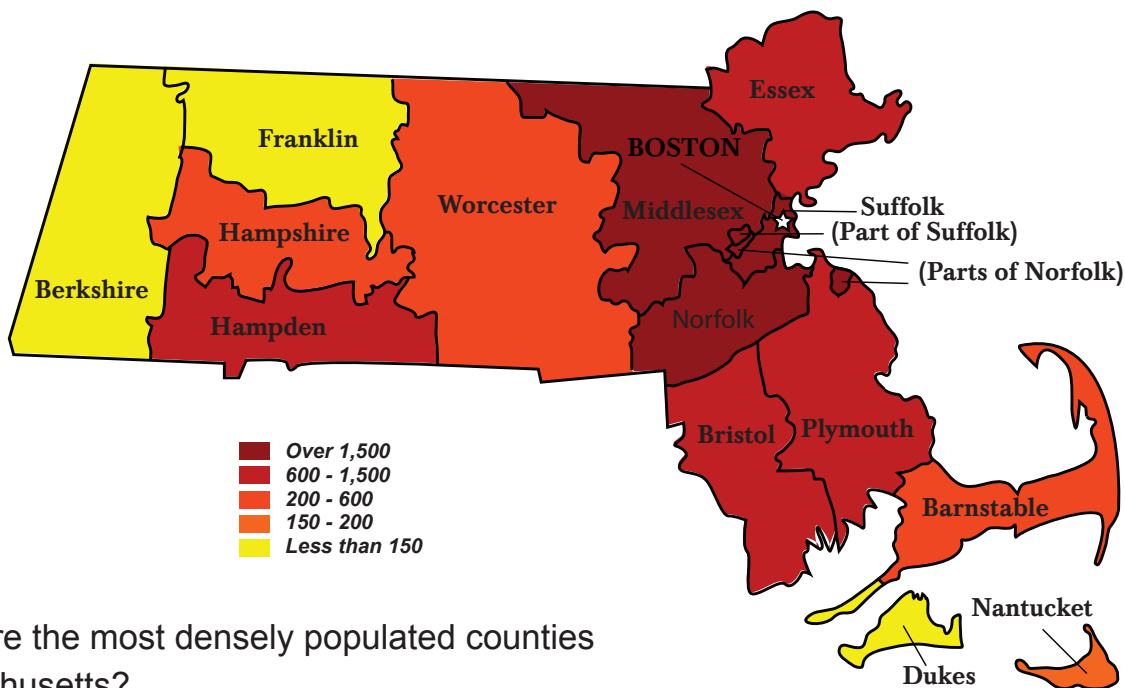 Essex
Franklin
BOSTON
Worcester
Middlesex
Suffolk
(Part of Suffolk)
Hampshire
(Parts of Norfolk)
Berkshire
Hampden
Norfolk
Bristol
Plymouth
Over 1,500
600 - 1,500
200 - 600
150 - 200
Less than 150
Barnstable
Nantucket
Dukes
the most densely populated counties